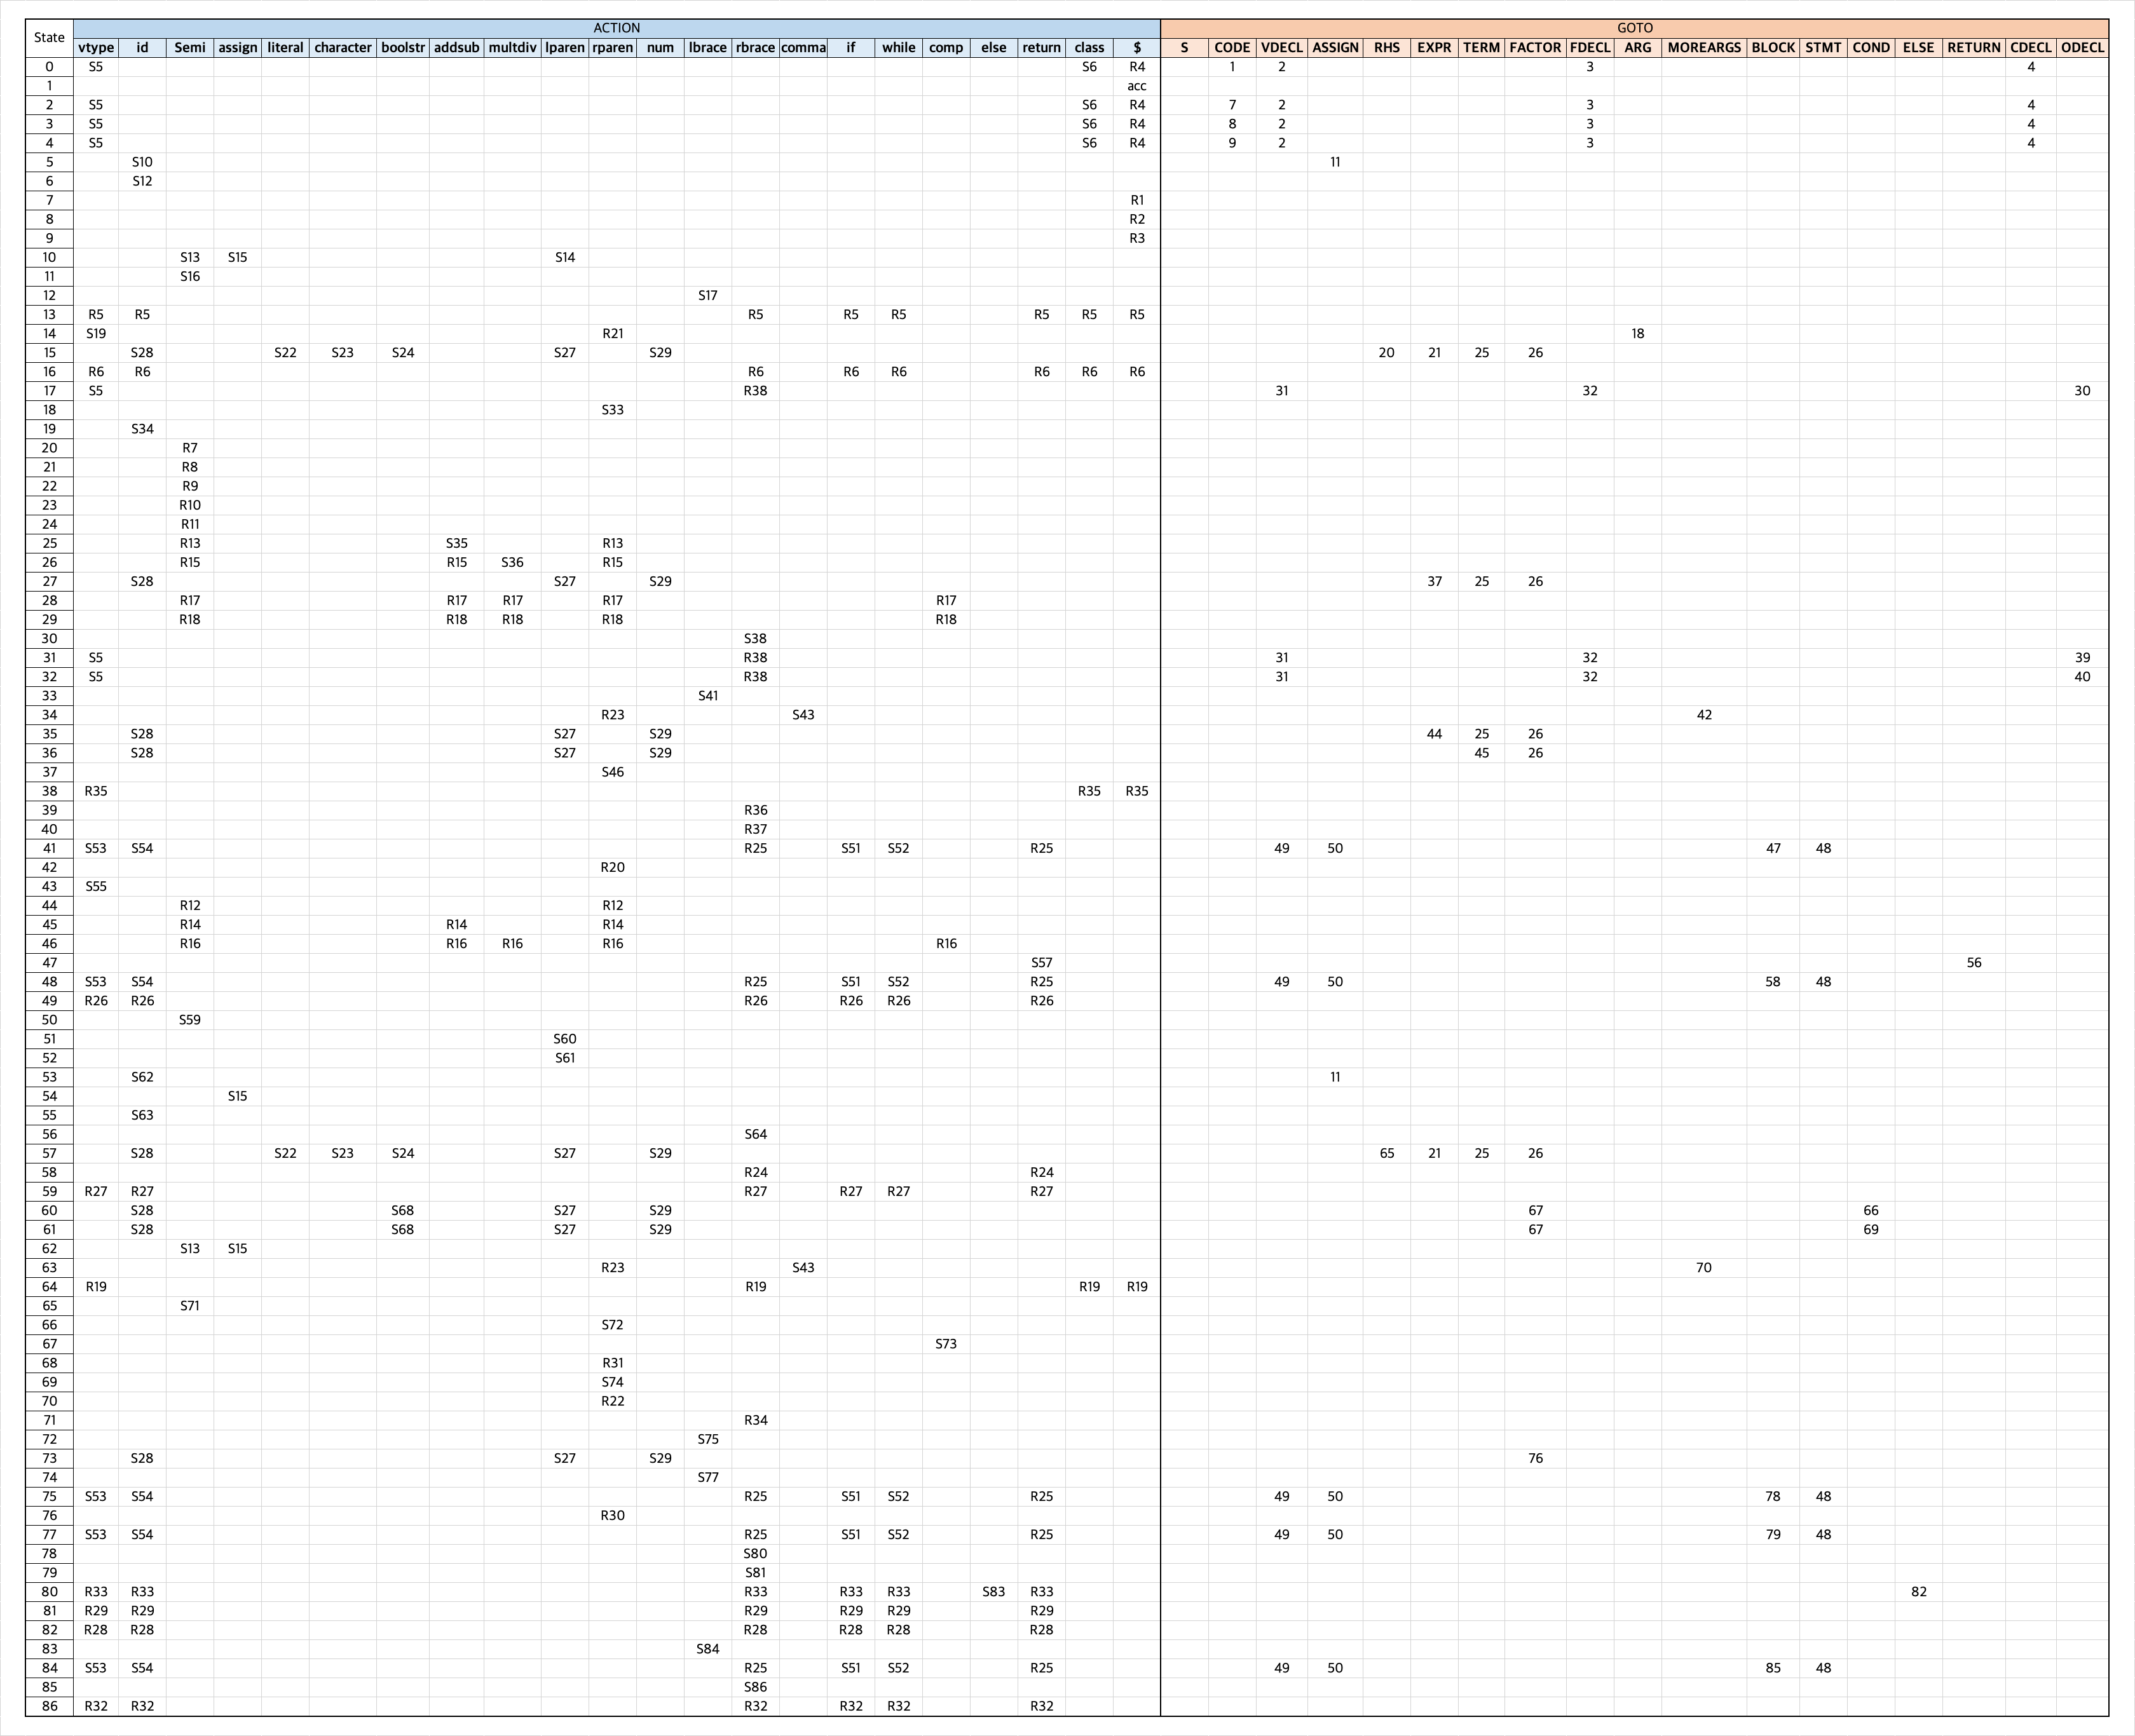 ACTION GOTO
State
vtype id Semi assign literal character boolstr addsub multdiv lparen rparen num lbrace rbrace comma if while comp else return class $ S CODE VDECL ASSIGN RHS EXPR TERM FACTOR FDECL ARG MOREARGS BLOCK STMT COND ELSE RETURN CDECL ODECL
0 S5 S6 R4 1 2 3 4
1 acc
2 S5 S6 R4 7 2 3 4
3 S5 S6 R4 8 2 3 4
4 S5 S6 R4 9 2 3 4
5 S10 11
6 S12
7 R1
8 R2
9 R3
10 S13 S15 S14
11 S16
12 S17
13 R5 R5 R5 R5 R5 R5 R5 R5
14 S19 R21 18
15 S28 S22 S23 S24 S27 S29 20 21 25 26
16 R6 R6 R6 R6 R6 R6 R6 R6
17 S5 R38 31 32 30
18 S33
19 S34
20 R7
21 R8
22 R9
23 R10
24 R11
25 R13 S35 R13
26 R15 R15 S36 R15
27 S28 S27 S29 37 25 26
28 R17 R17 R17 R17 R17
29 R18 R18 R18 R18 R18
30 S38
31 S5 R38 31 32 39
32 S5 R38 31 32 40
33 S41
34 R23 S43 42
35 S28 S27 S29 44 25 26
36 S28 S27 S29 45 26
37 S46
38 R35 R35 R35
39 R36
40 R37
41 S53 S54 R25 S51 S52 R25 49 50 47 48
42 R20
43 S55
44 R12 R12
45 R14 R14 R14
46 R16 R16 R16 R16 R16
47 S57 56
48 S53 S54 R25 S51 S52 R25 49 50 58 48
49 R26 R26 R26 R26 R26 R26
50 S59
51 S60
52 S61
53 S62 11
54 S15
55 S63
56 S64
57 S28 S22 S23 S24 S27 S29 65 21 25 26
58 R24 R24
59 R27 R27 R27 R27 R27 R27
60 S28 S68 S27 S29 67 66
61 S28 S68 S27 S29 67 69
62 S13 S15
63 R23 S43 70
64 R19 R19 R19 R19
65 S71
66 S72
67 S73
68 R31
69 S74
70 R22
71 R34
72 S75
73 S28 S27 S29 76
74 S77
75 S53 S54 R25 S51 S52 R25 49 50 78 48
76 R30
77 S53 S54 R25 S51 S52 R25 49 50 79 48
78 S80
79 S81
80 R33 R33 R33 R33 R33 S83 R33 82
81 R29 R29 R29 R29 R29 R29
82 R28 R28 R28 R28 R28 R28
83 S84
84 S53 S54 R25 S51 S52 R25 49 50 85 48
85 S86
86 R32 R32 R32 R32 R32 R32